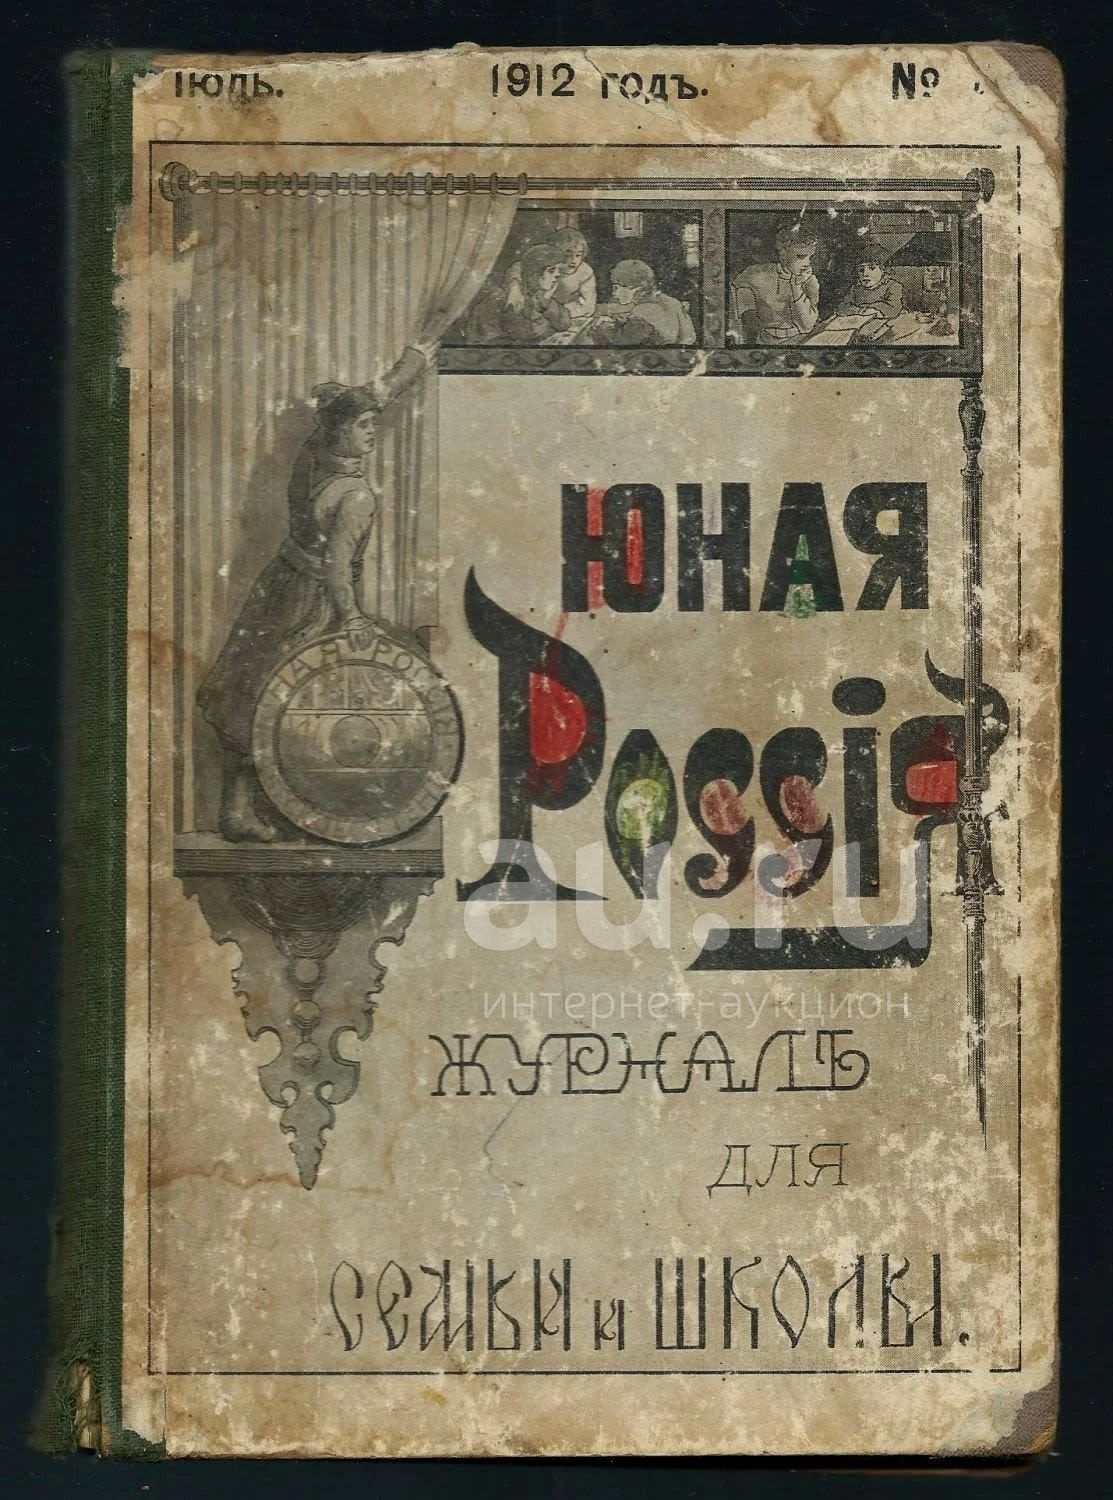 Іюль. 1912 годъ. №
ЮНАЯ
РОССІЯ
au.ru
интернет-аукцион
ЖУРНАЛЪ
ДЛЯ
СЕМЬИ и ШКОЛЫ.